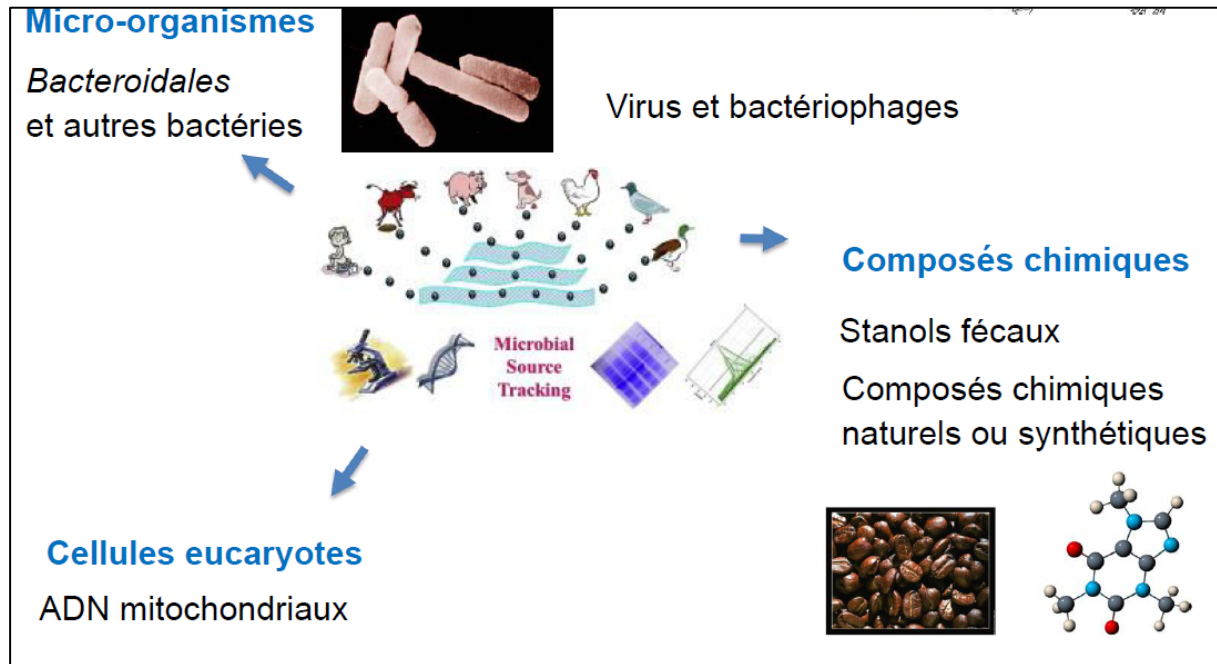 Micro-organismes
Bacteroidales
et autres bactéries
Virus et bactériophages
Microbial
Source
Tracking
Composés chimiques
Stanols fécaux
Composés chimiques
naturels ou synthétiques
Cellules eucaryotes
ADN mitochondriaux